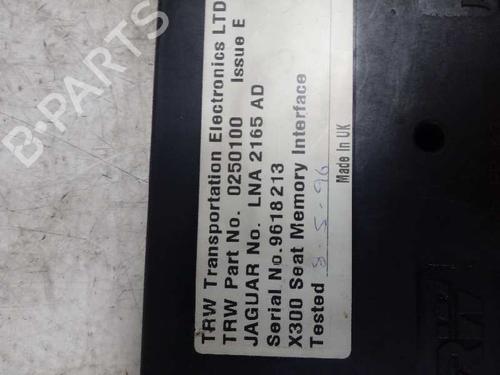 TRW Transportation Electronics LTD
TRW Part No. 0250100 Issue E
JAGUAR No. LNA 2165 AD
Serial No.9618213
X300 Seat Memory Interface
Tested 8-5-96 Made In UK
B-PARTS